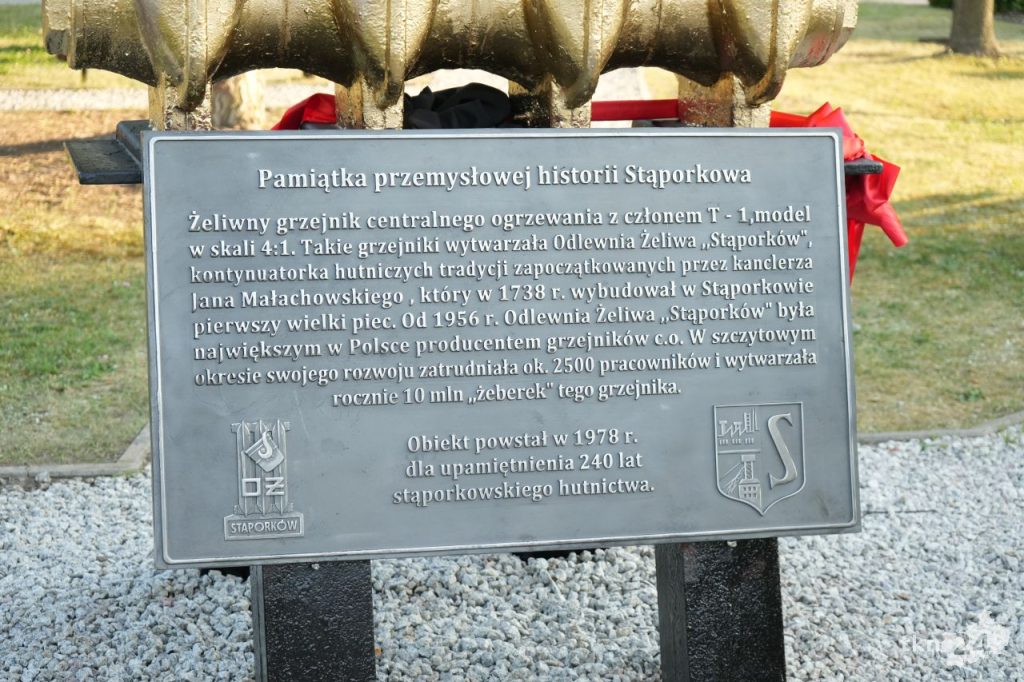 Pamiątka przemysłowej historii Stąporkowa
Żeliwny grzejnik centralnego ogrzewania z członem T - 1,model
w skali 4:1. Takie grzejniki wytwarzała Odlewnia Żeliwa „Stąporków",
kontynuatorka hutniczych tradycji zapoczątkowanych przez kanclerza
Jana Małachowskiego , który w 1738 r. wybudował w Stąporkowie
pierwszy wielki piec. Od 1956 r. Odlewnia Żeliwa „Stąporków" była
największym w Polsce producentem grzejników c.o. W szczytowym
okresie swojego rozwoju zatrudniała ok. 2500 pracowników i wytwarzała
rocznie 10 mln „żeberek" tego grzejnika.
Obiekt powstał w 1978 r.
dla upamiętnienia 240 lat
stąporkowskiego hutnictwa.
OŻ
STĄPORKÓW
S
tkn24